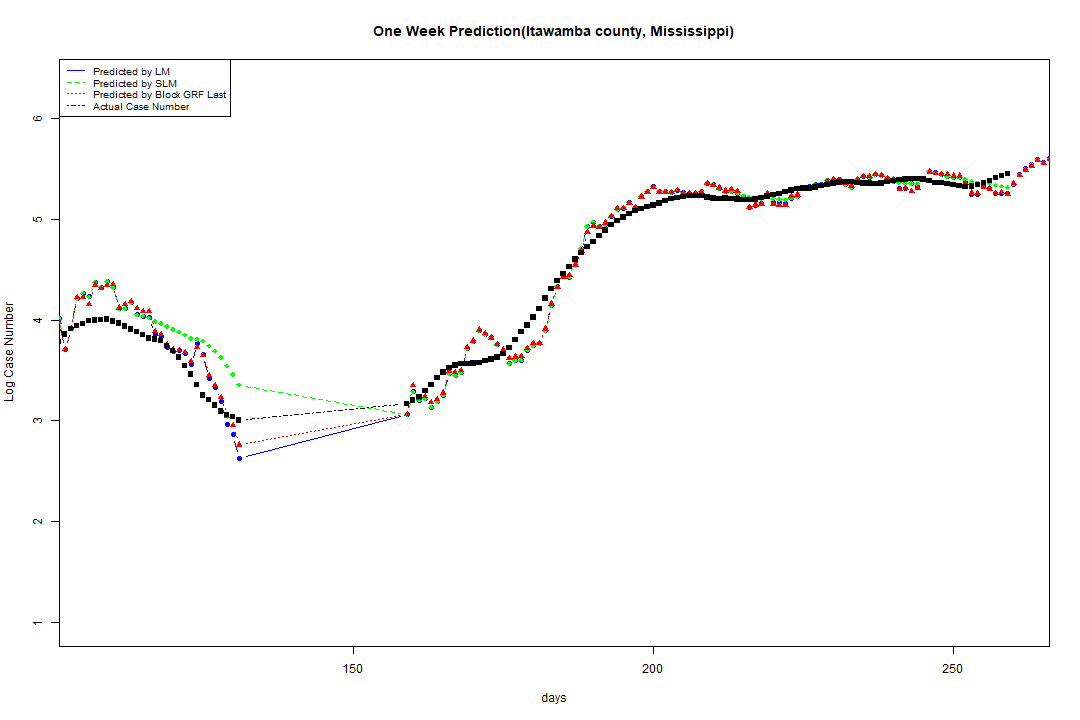 One Week Prediction(Itawamba county, Mississippi)
Predicted by LM
Predicted by SLM
Predicted by Block GRF Last
Actual Case Number
6
5
4
3
2
1
Log Case Number
150 200 250
days